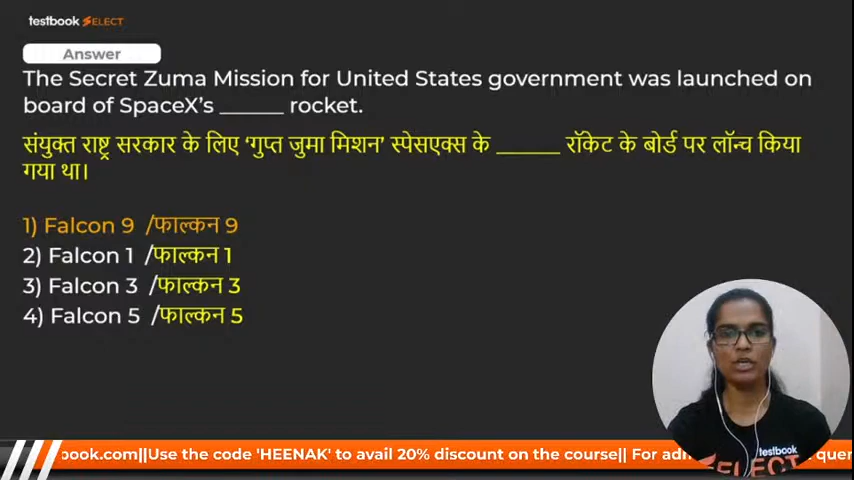 testbook SELECT
Answer
The Secret Zuma Mission for United States government was launched on
board of SpaceX's ______ rocket.
संयुक्त राष्ट्र सरकार के लिए 'गुप्त जुमा मिशन' स्पेसएक्स के ______ रॉकेट के बोर्ड पर लॉन्च किया
गया था।
1) Falcon 9 /फाल्कन 9
2) Falcon 1 /फाल्कन 1
3) Falcon 3 /फाल्कन 3
4) Falcon 5 /फाल्कन 5
testbook
SELECT
book.com||Use the code 'HEENAK' to avail 20% discount on the course|| For